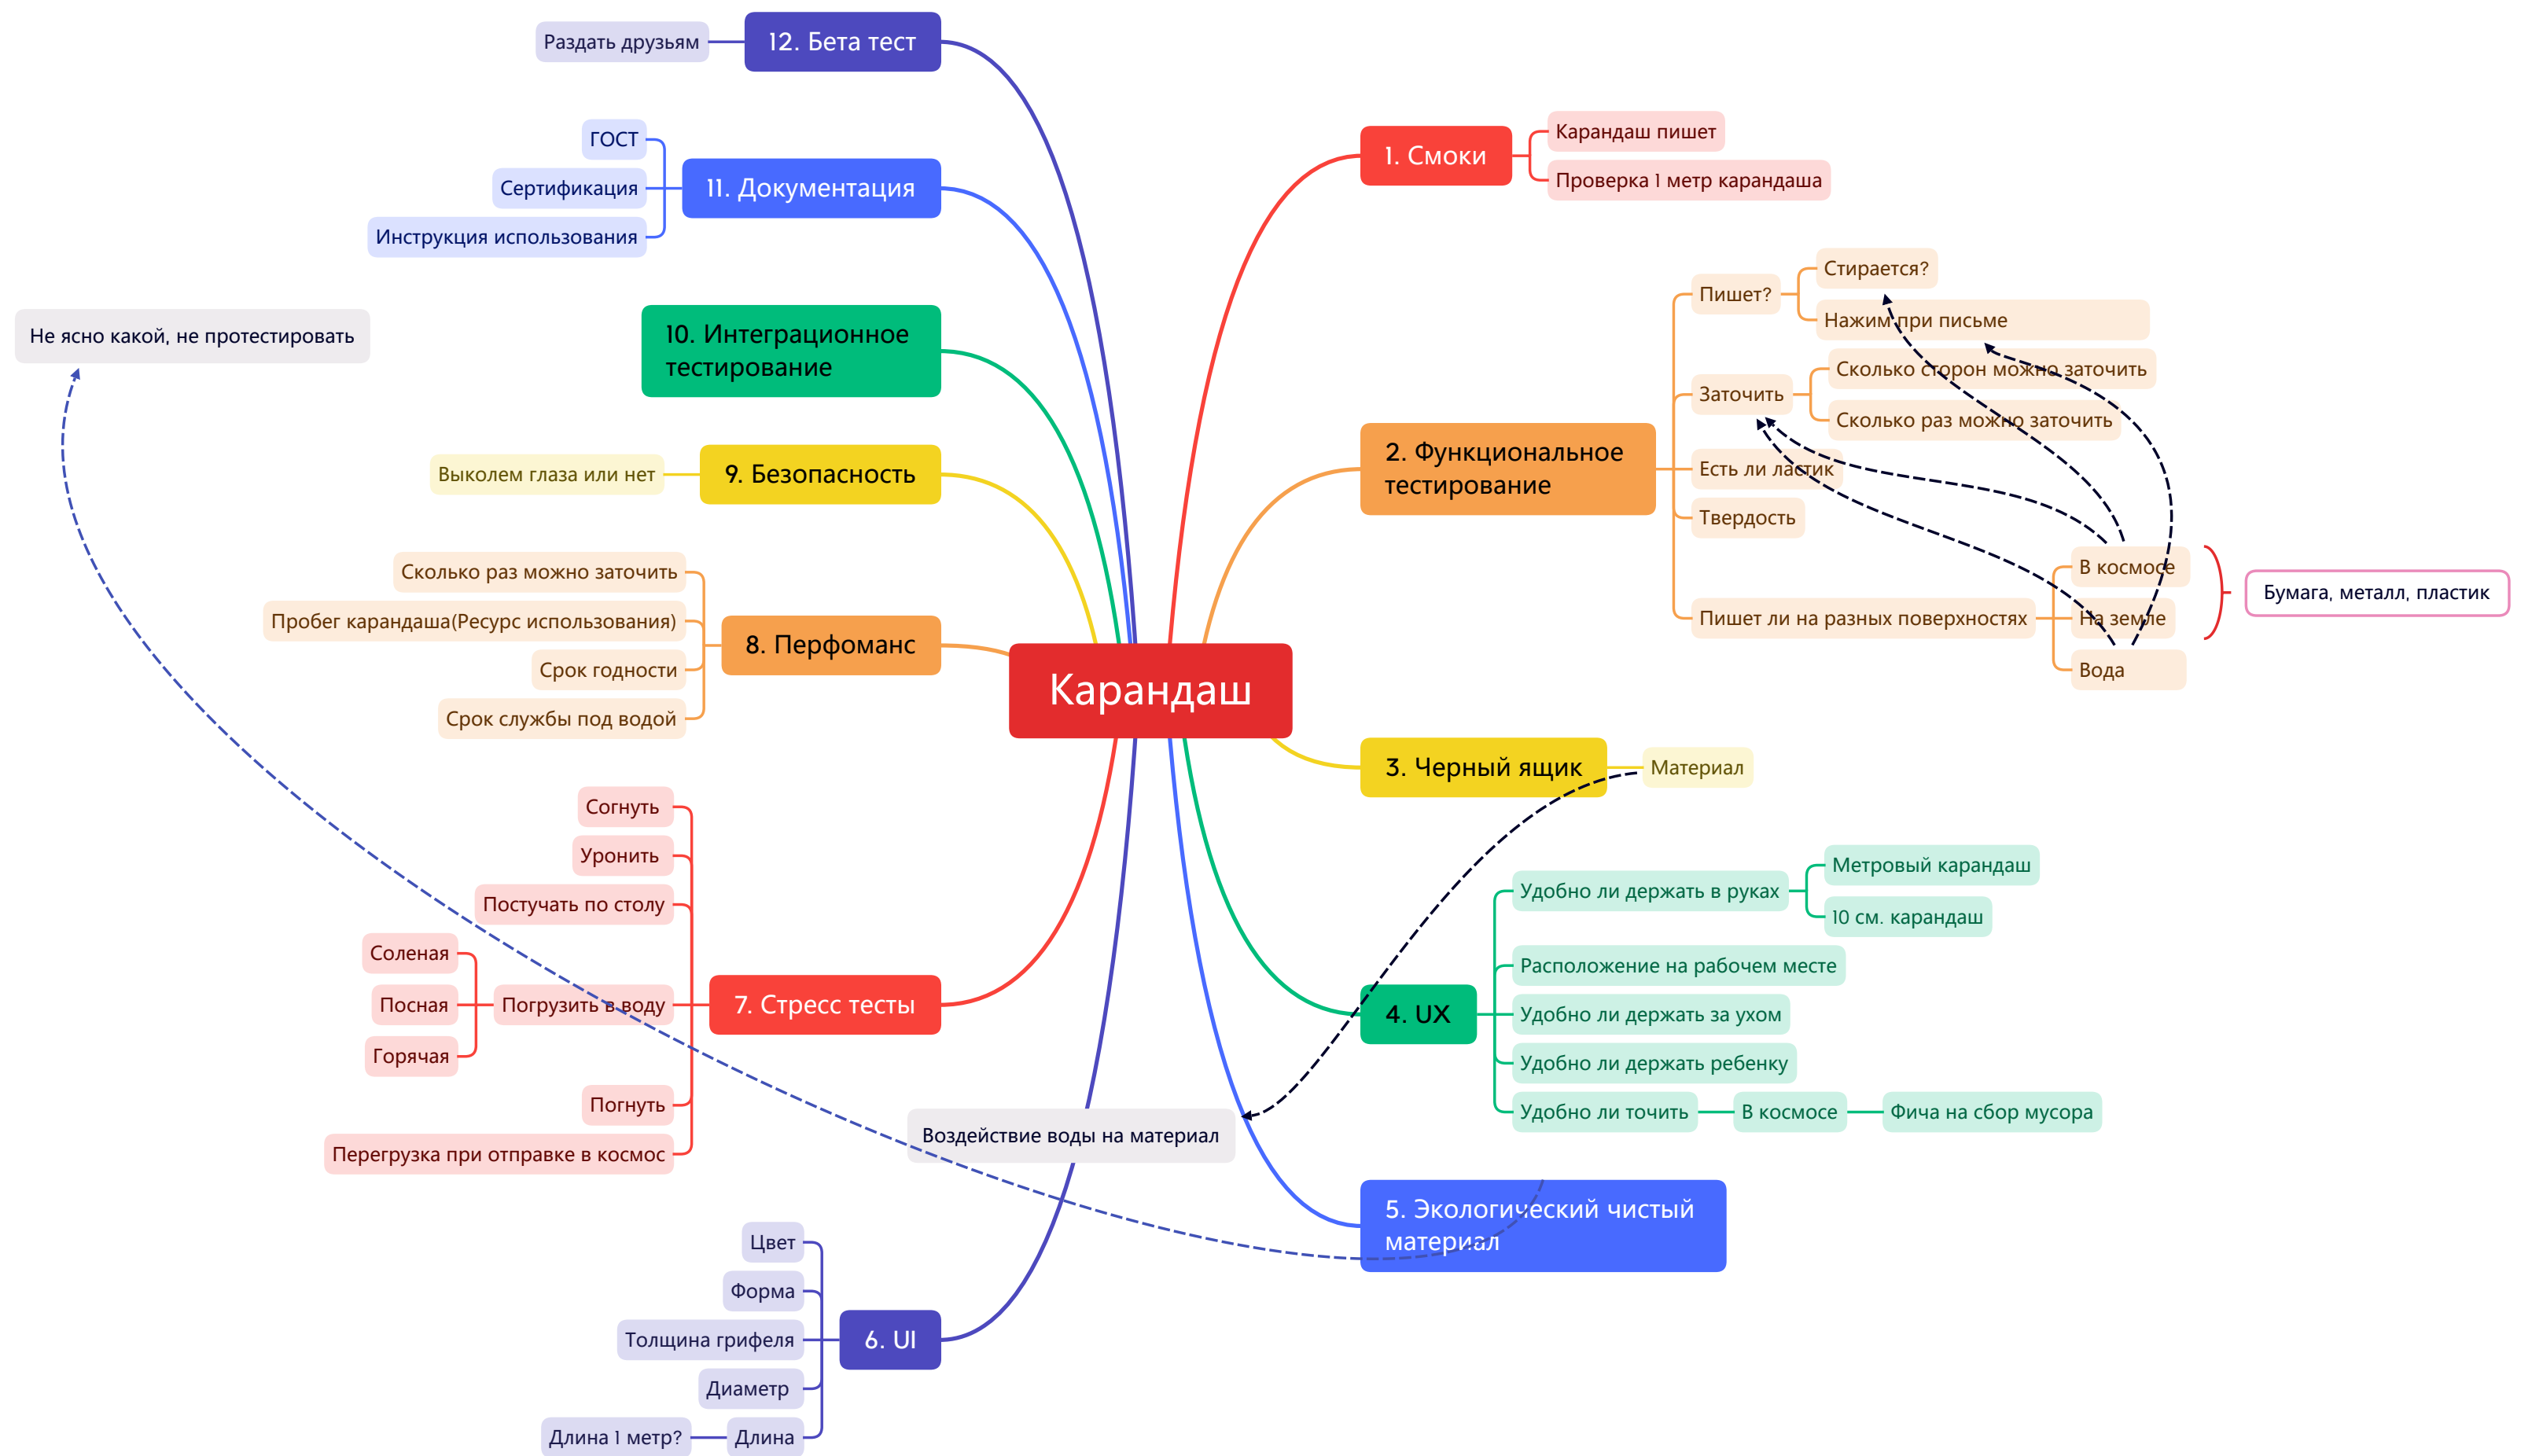 Карандаш
1. Смоки
Карандаш пишет
Проверка 1 метр карандаша
2. Функциональное
тестирование
Пишет?
Стирается?
Нажим при письме
Заточить
Сколько сторон можно заточить
Сколько раз можно заточить
Есть ли ластик
Твердость
Пишет ли на разных поверхностях
В космосе
На земле
Вода
Бумага, металл, пластик
3. Черный ящик
Материал
4. UX
Удобно ли держать в руках
Метровый карандаш
10 см. карандаш
Расположение на рабочем месте
Удобно ли держать за ухом
Удобно ли держать ребенку
Удобно ли точить
В космосе
Фича на сбор мусора
5. Экологический чистый
материал
6. UI
Цвет
Форма
Толщина грифеля
Диаметр
Длина
Длина 1 метр?
7. Стресс тесты
Согнуть
Уронить
Постучать по столу
Погрузить в воду
Соленая
Посная
Горячая
Погнуть
Перегрузка при отправке в космос
8. Перфоманс
Сколько раз можно заточить
Пробег карандаша(Ресурс использования)
Срок годности
Срок службы под водой
9. Безопасность
Выколем глаза или нет
10. Интеграционное
тестирование
11. Документация
ГОСТ
Сертификация
Инструкция использования
12. Бета тест
Раздать друзьям
Не ясно какой, не протестировать
Воздействие воды на материал